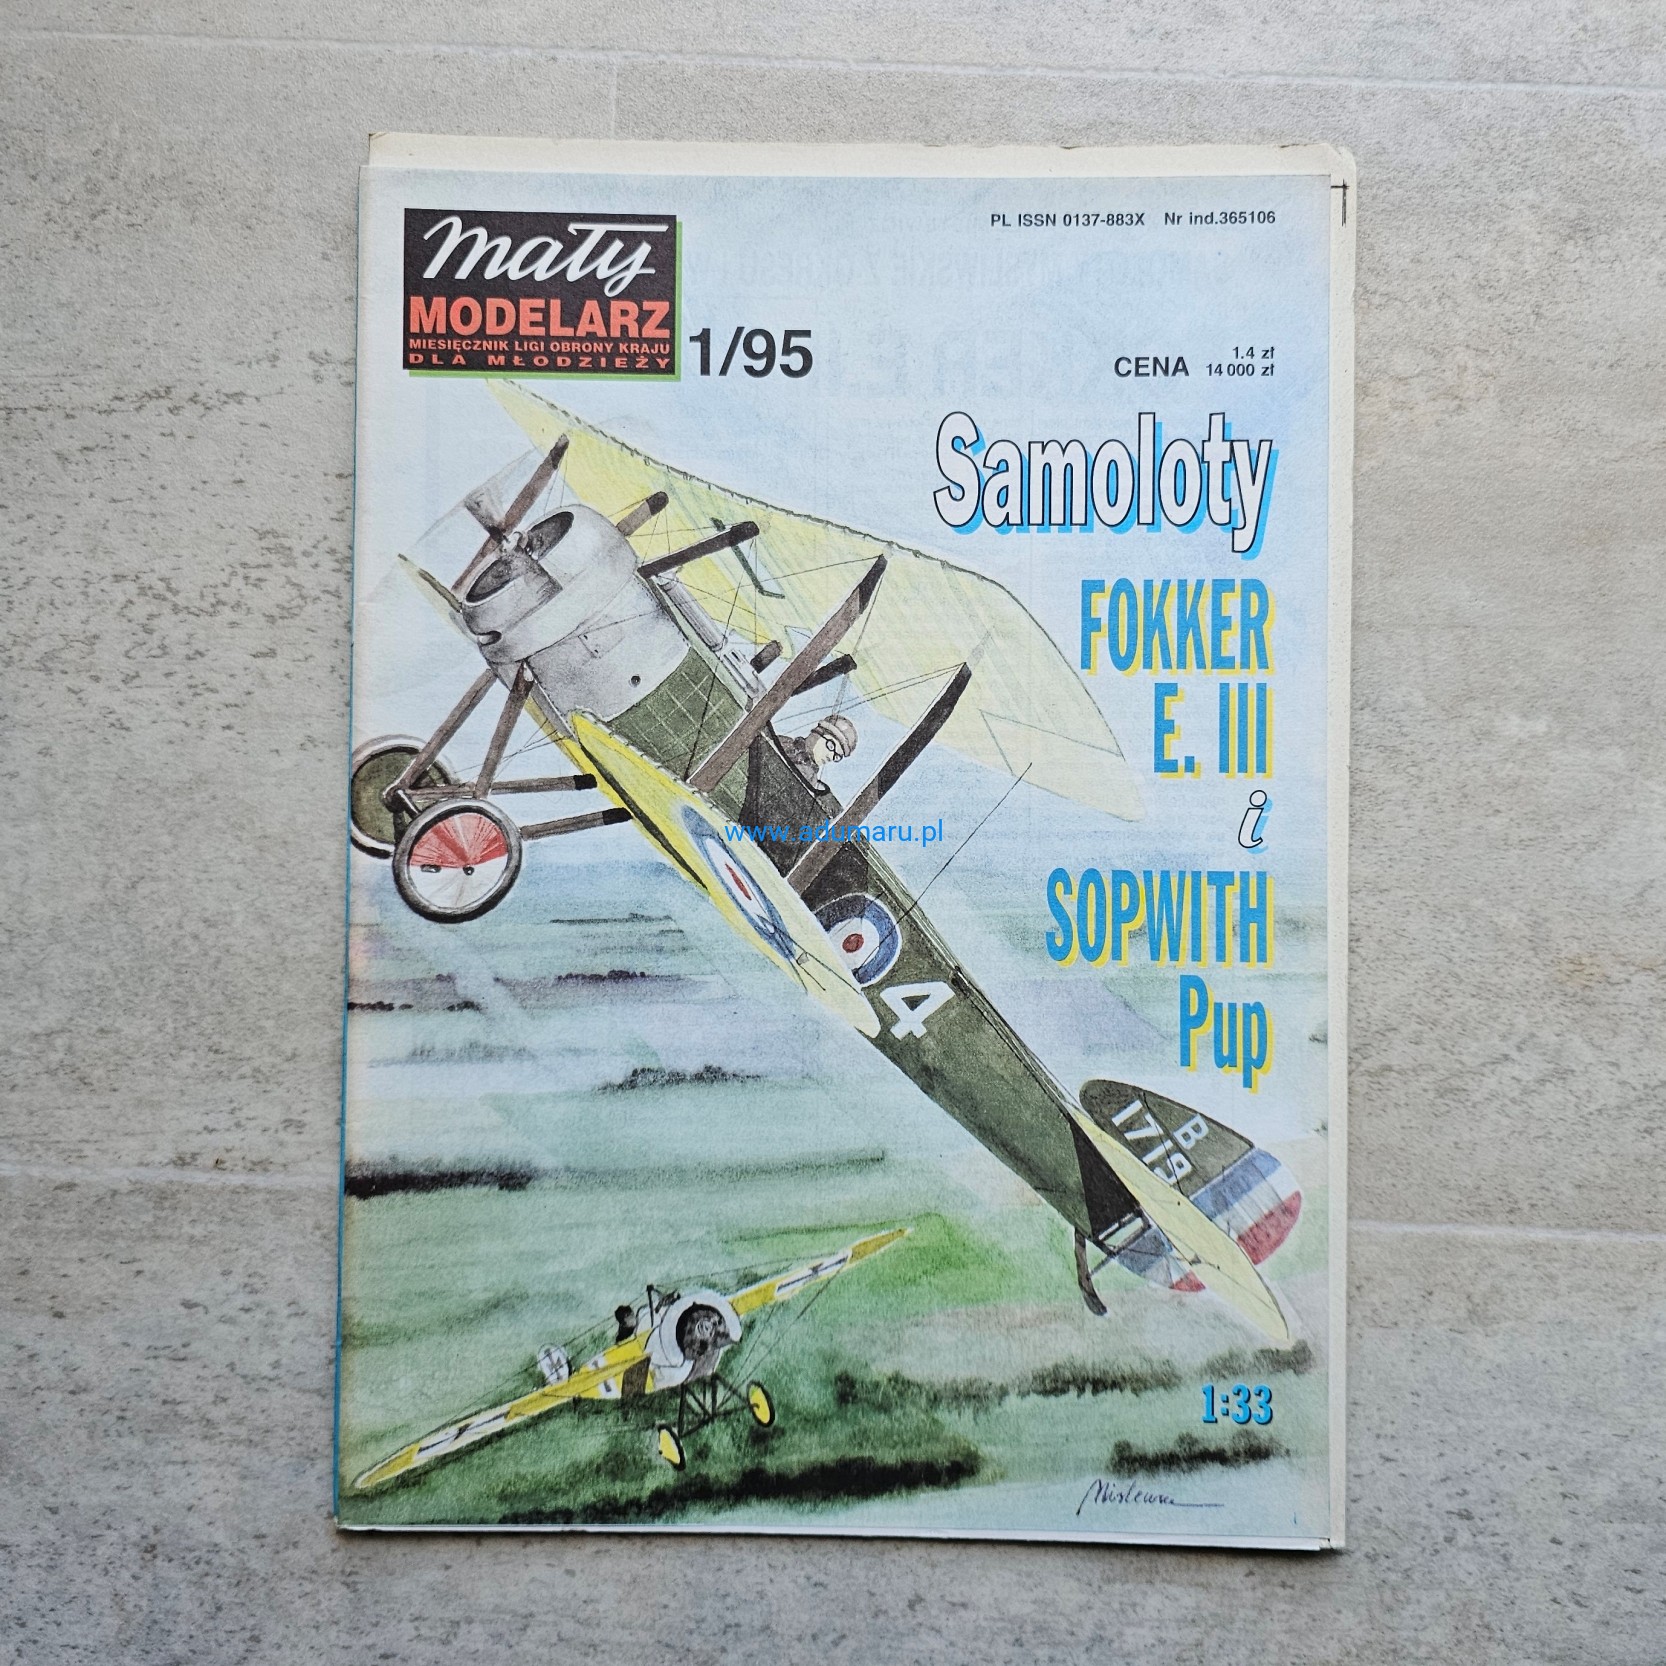 mały
MODELARZ
MIESIĘCZNIK LIGI OBRONY KRAJU
DLA MŁODZIEŻY
1/95
PL ISSN 0137-883X Nr ind.365106
CENA 1.4 zł
14 000 zł
Samoloty
FOKKER
E. III
i
SOPWITH
Pup
www.adumaru.pl
4
B
1719
1:33